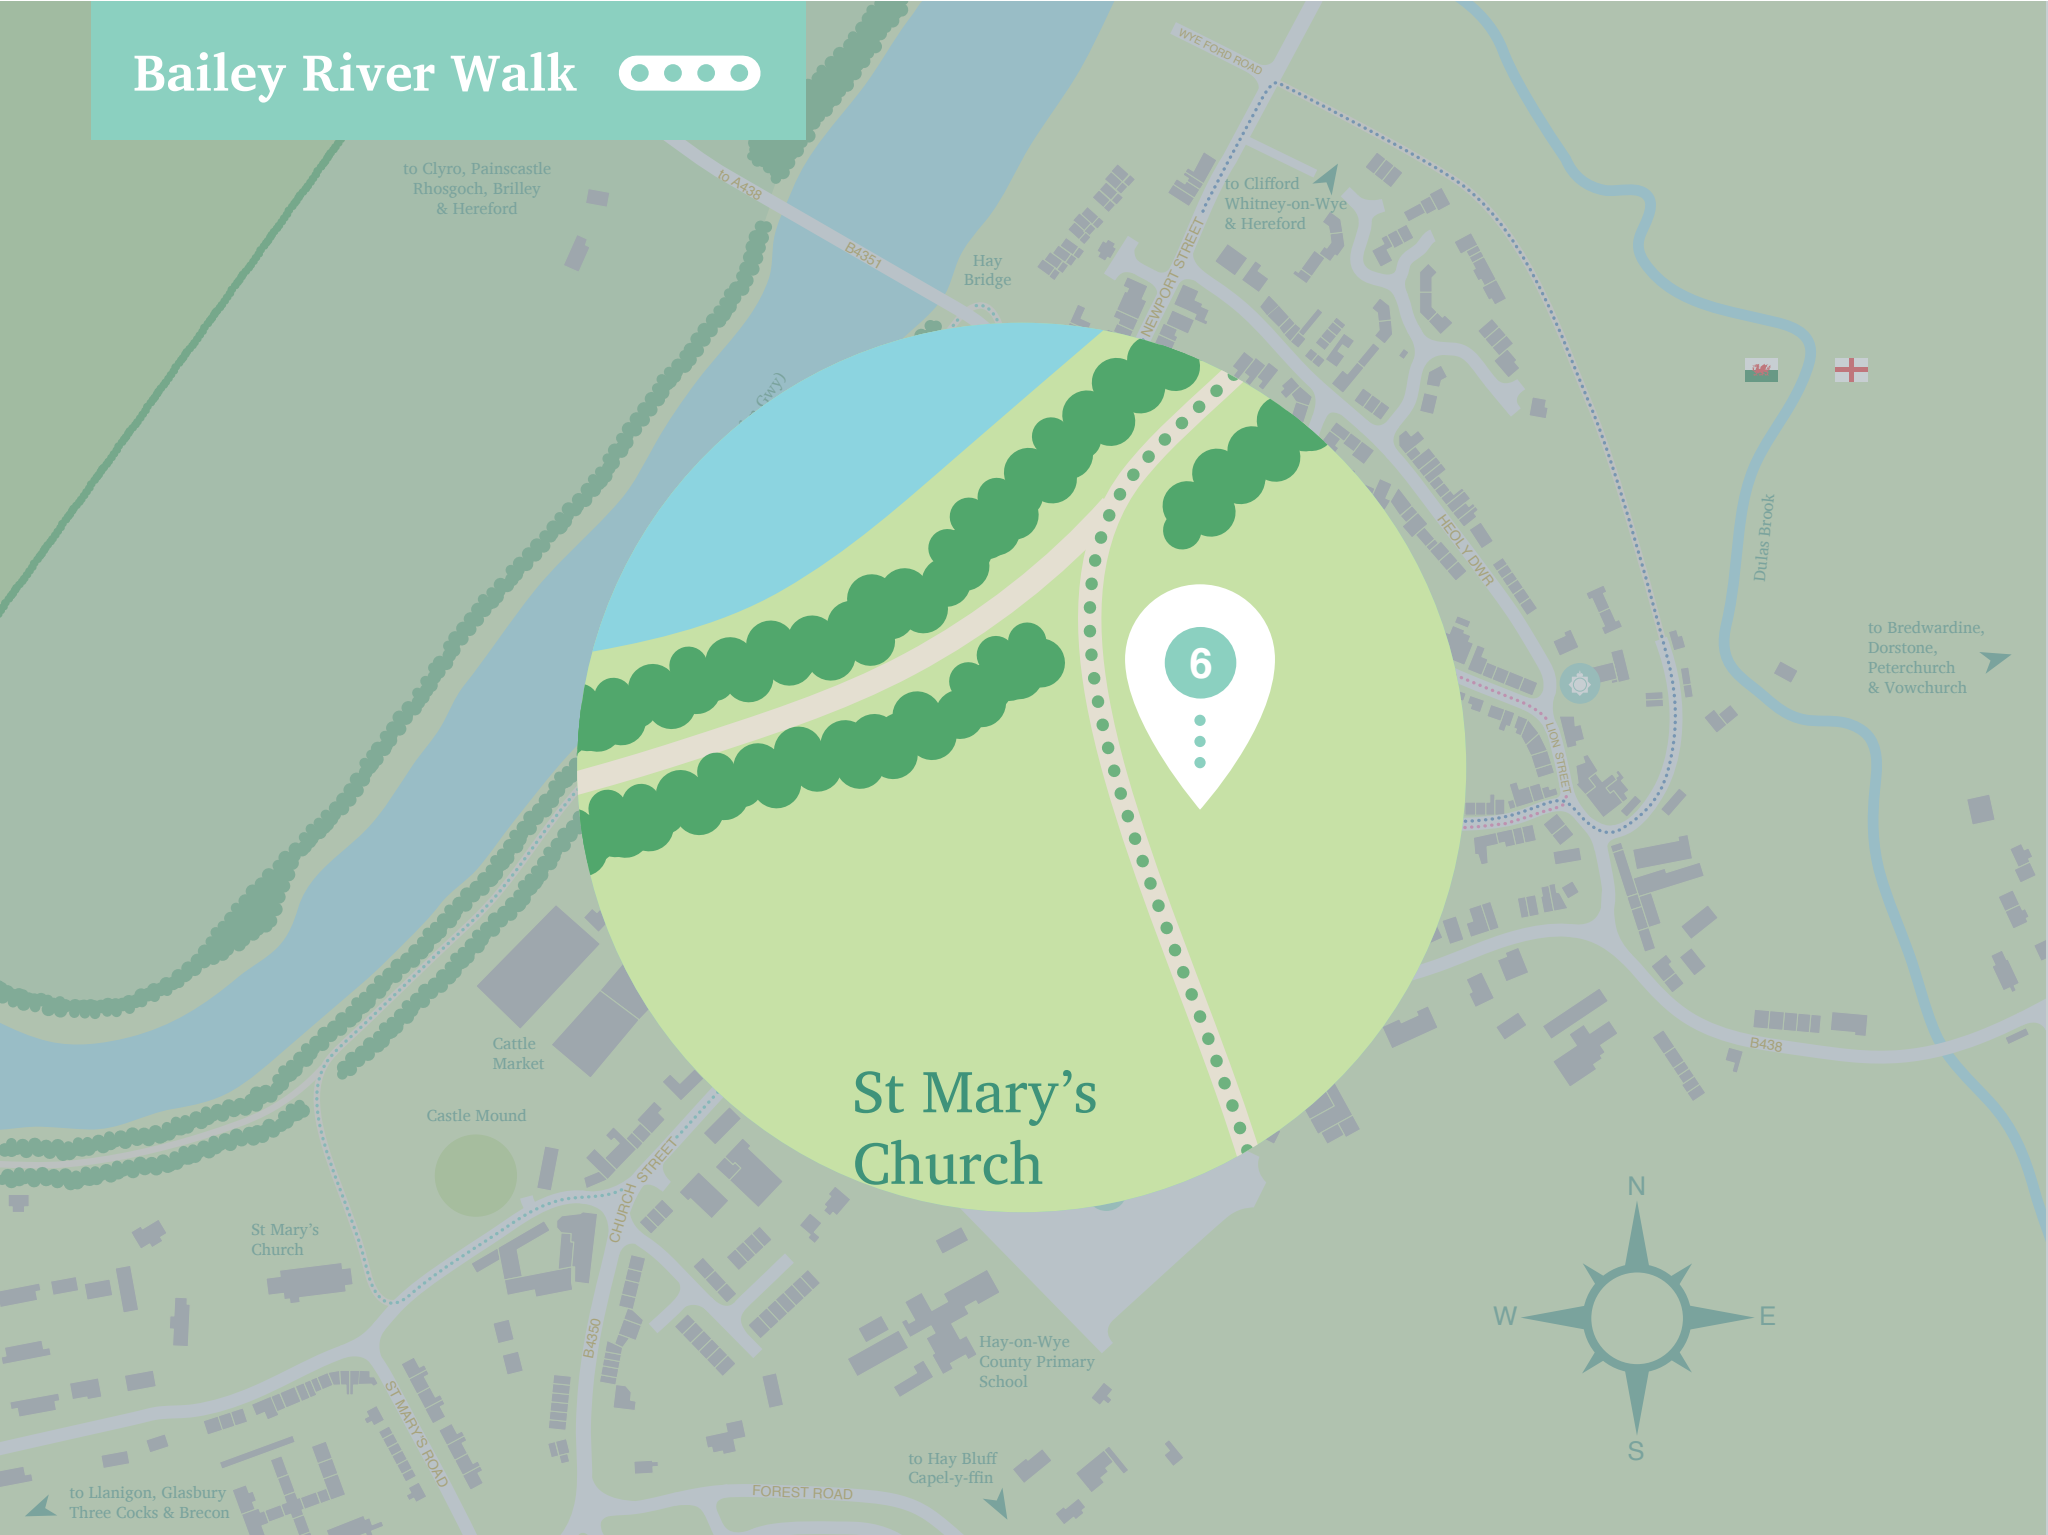 Bailey River Walk
WYE FORD ROAD
to Clyro, Painscastle
Rhosgoch, Brilley
& Hereford
to A438
B4351
to Clifford
Whitney-on-Wye
& Hereford
Hay
Bridge
NEWPORT STREET
Gwy)
HEOLY DWR
Dulas Brook
to Bredwardine,
Dorstone,
Peterchurch
& Vowchurch
6
LION STREET
Cattle
Market
B438
Castle Mound
St Mary's
Church
CHURCH STREET
St Mary’s
Church
N
W
E
S
B4350
Hay-on-Wye
County Primary
School
ST MARY'S ROAD
to Hay Bluff
Capel-y-ffin
FOREST ROAD
to Llanigon, Glasbury
Three Cocks & Brecon